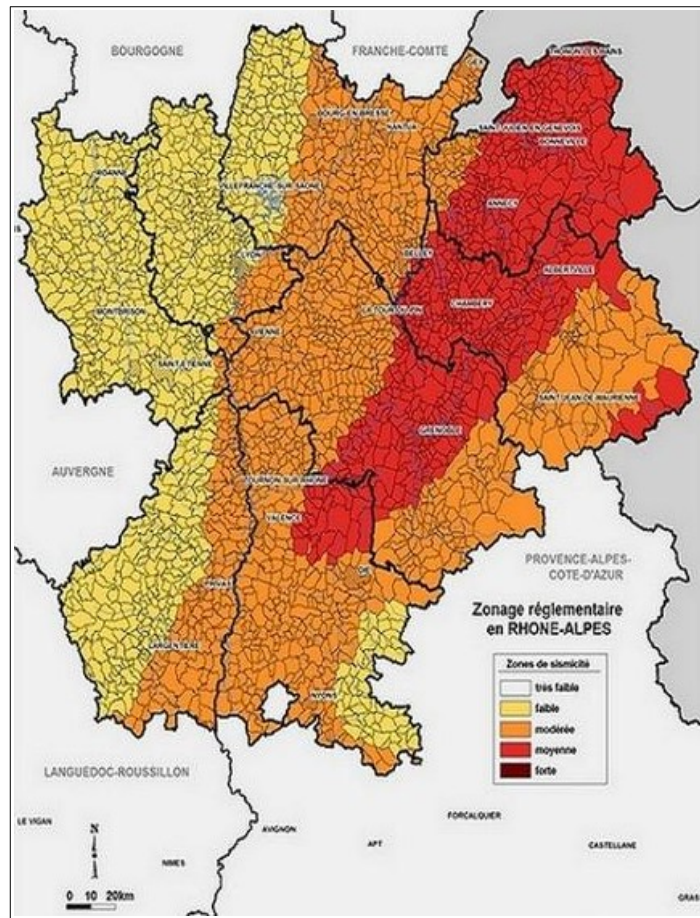 BOURGOGNE
FRANCHE-COMTE
GEX
THONON-LES-BAINS
BOURG-EN-BRESSE
NANTUA
SAINT-JULIEN-EN-GENEVOIS
BONNEVILLE
ROANNE
VILLEFRANCHE-SUR-SAONE
ANNECY
LYON
BELLEY
ALBERTVILLE
MONTBRISON
CHAMBERY
LA TOUR-DU-PIN
VIENNE
SAINT-ETIENNE
SAINT-JEAN-DE-MAURIENNE
GRENOBLE
AUVERGNE
TOURNON-SUR-RHONE
VALENCE
PROVENCE-ALPES-
COTE-D'AZUR
DIE
PRIVAS
Zonage réglementaire
en RHONE-ALPES
LARGENTIERE
Zones de sismicité
très faible
faible
NYONS
modérée
moyenne
forte
LANGUEDOC-ROUSSILLON
LE VIGAN
FORCALQUIER
AVIGNON
N
APT
CASTELLANE
NIMES
0 10 20km
GRAS